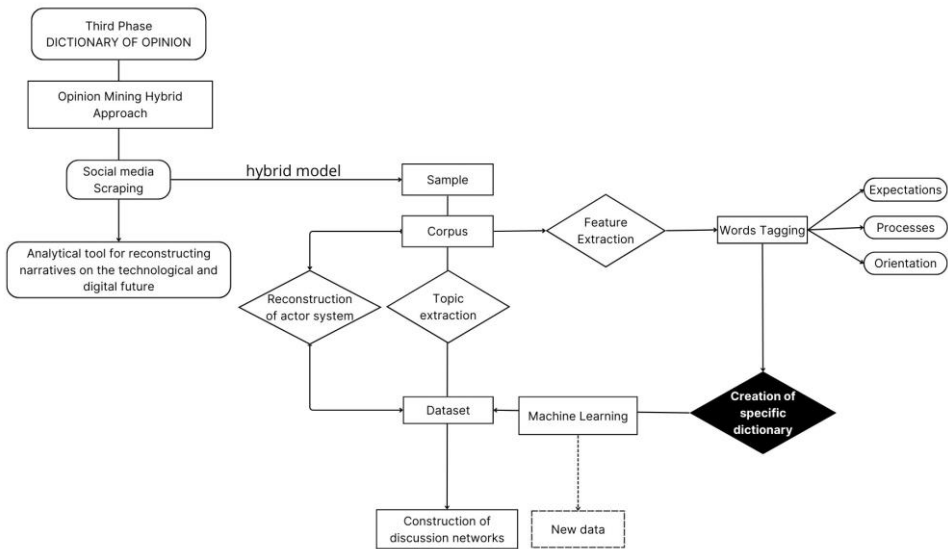 Third Phase
DICTIONARY OF OPINION
Opinion Mining Hybrid
Approach
Social media
Scraping
hybrid model
Sample
Analytical tool for reconstructing
narratives on the technological and
digital future
Corpus
Feature
Extraction
Words Tagging
Expectations
Processes
Orientation
Reconstruction
of actor system
Topic
extraction
Dataset
Machine Learning
Creation of
specific
dictionary
Construction of
discussion networks
New data